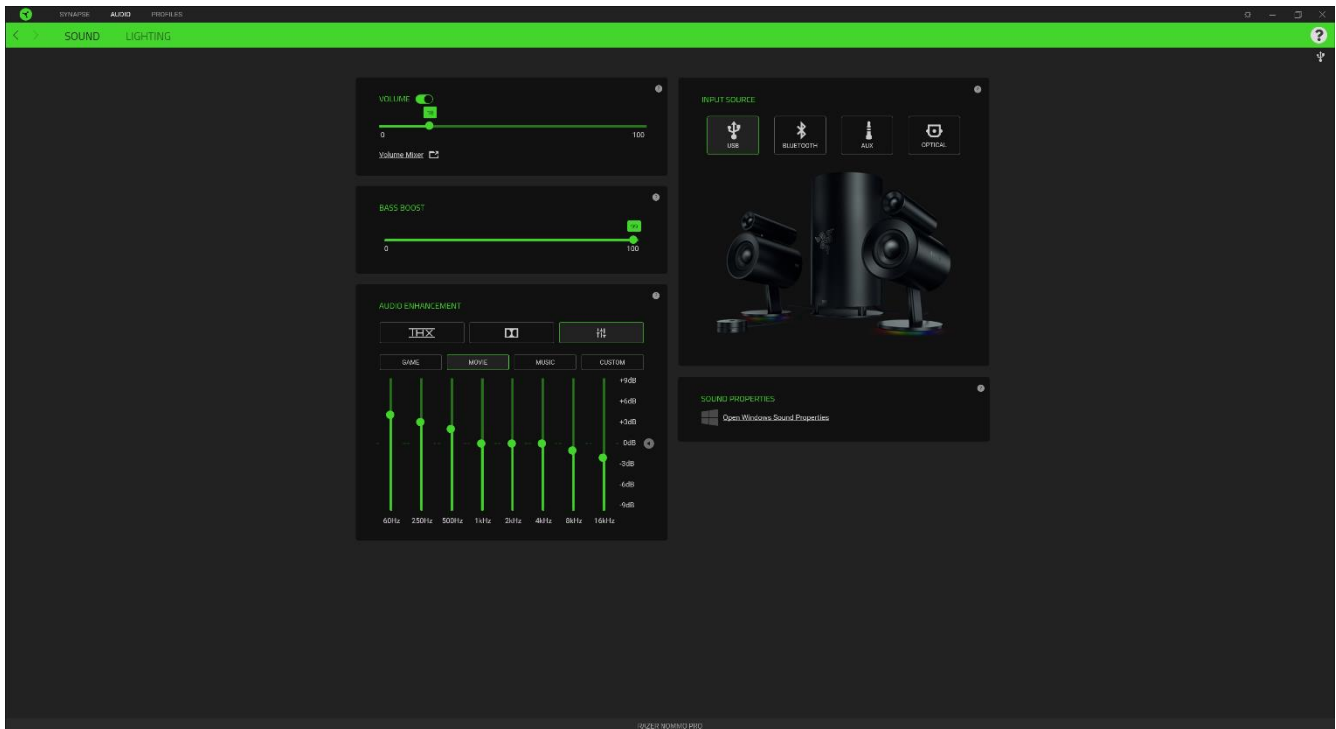 SYNAPSE AUDIO PROFILES
SOUND LIGHTING
?
VOLUME
0 100
Volume Mixer
BASS BOOST
99
0 100
AUDIO ENHANCEMENT
THX
GAME MOVIE MUSIC CUSTOM
+9dB
+6dB
+3dB
0dB
-3dB
-6dB
-9dB
60Hz 250Hz 500Hz 1kHz 2kHz 4kHz 8kHz 16kHz
INPUT SOURCE
USB BLUETOOTH AUX OPTICAL
SOUND PROPERTIES
Open Windows Sound Properties
RAZER NOMMO PRO